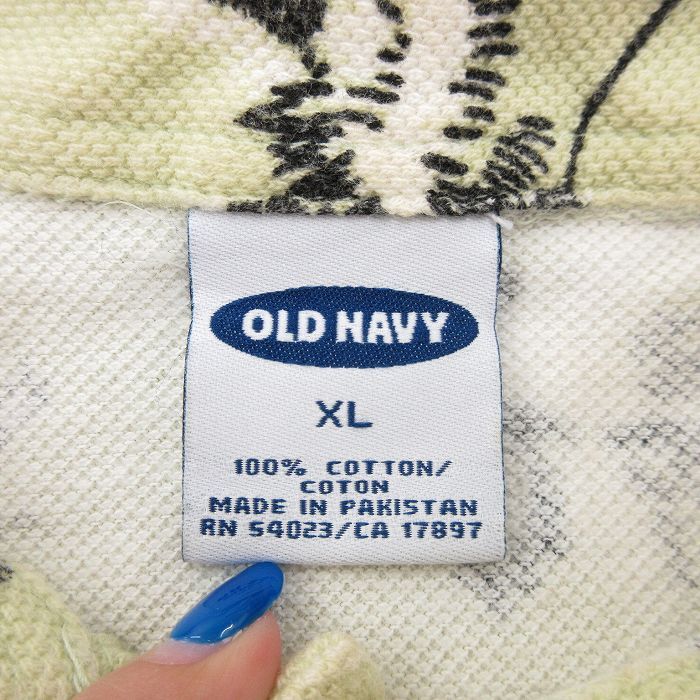 OLD NAVY
XL
100% COTTON/
COTON
MADE IN PAKISTAN
RN 54023/CA 17897